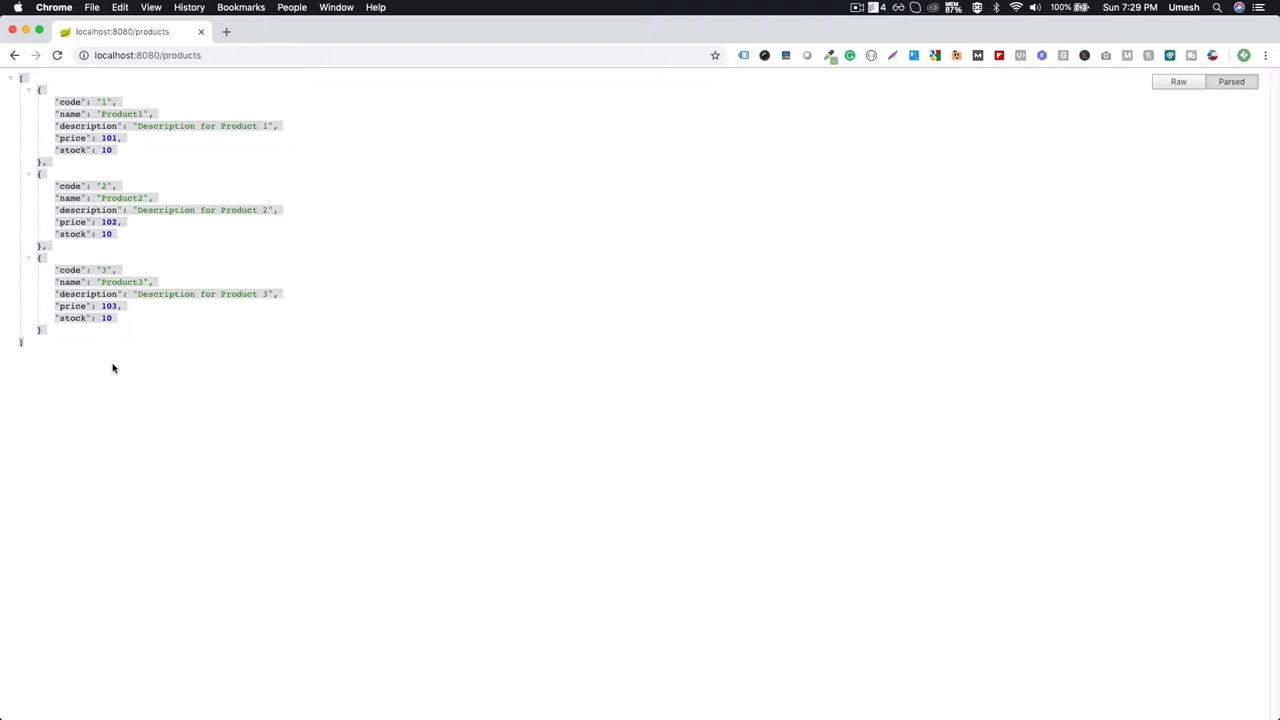 Chrome File Edit View History Bookmarks People Window Help 4 MEM 87% 100% Sun 7:29 PM Umesh
localhost:8080/products
localhost:8080/products
Raw Parsed
[
{
"code": "1",
"name": "Product1",
"description": "Description for Product 1",
"price": 101,
"stock": 10
},
{
"code": "2",
"name": "Product2",
"description": "Description for Product 2",
"price": 102,
"stock": 10
},
{
"code": "3",
"name": "Product3",
"description": "Description for Product 3",
"price": 103,
"stock": 10
}
]